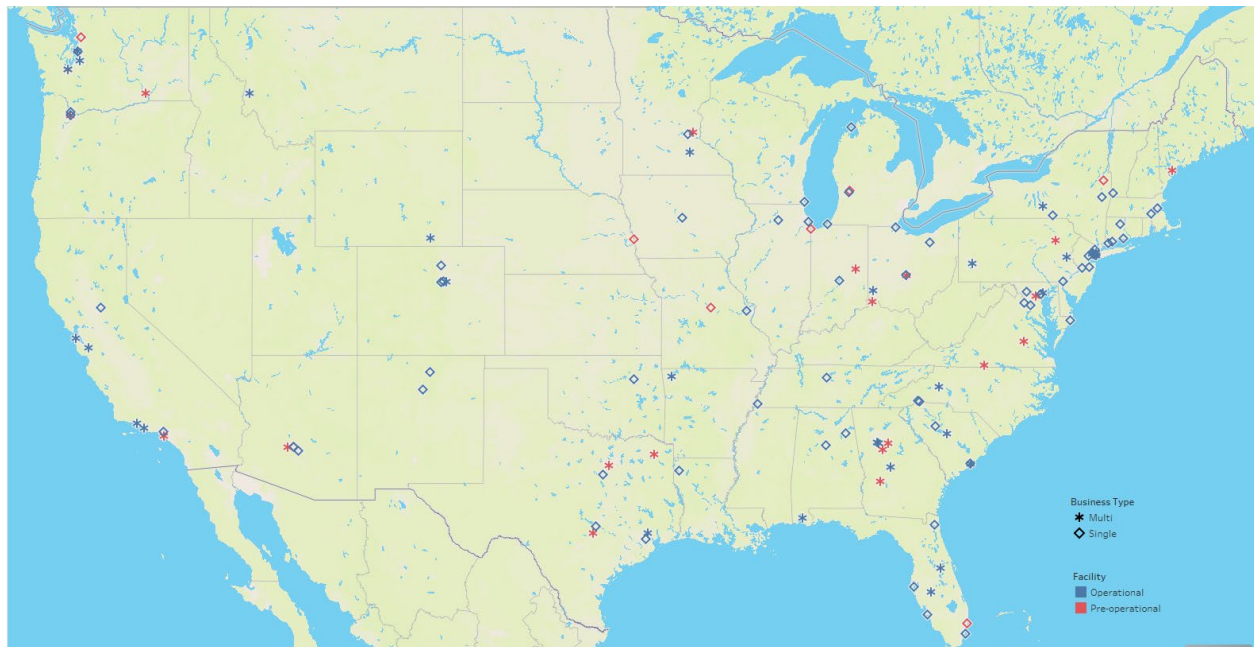 Business Type
Multi
Single
Facility
Operational
Pre-operational